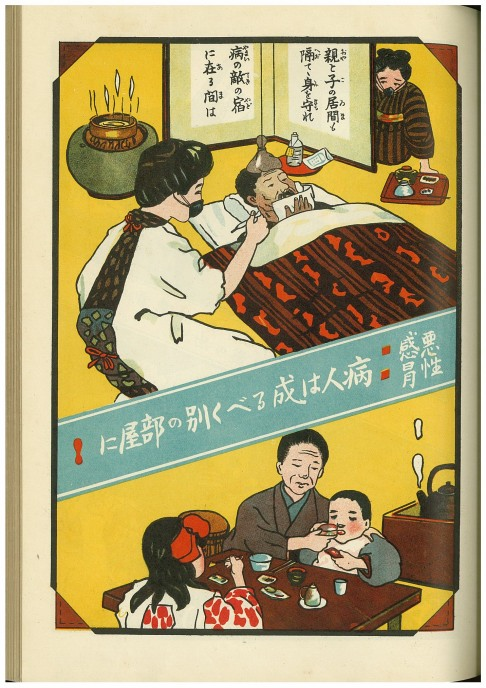 親と子の居間も
隔てゝ身を守れ
病の敵の宿
に在る間は
悪性
感冒
病人は成るべく別の部屋に!